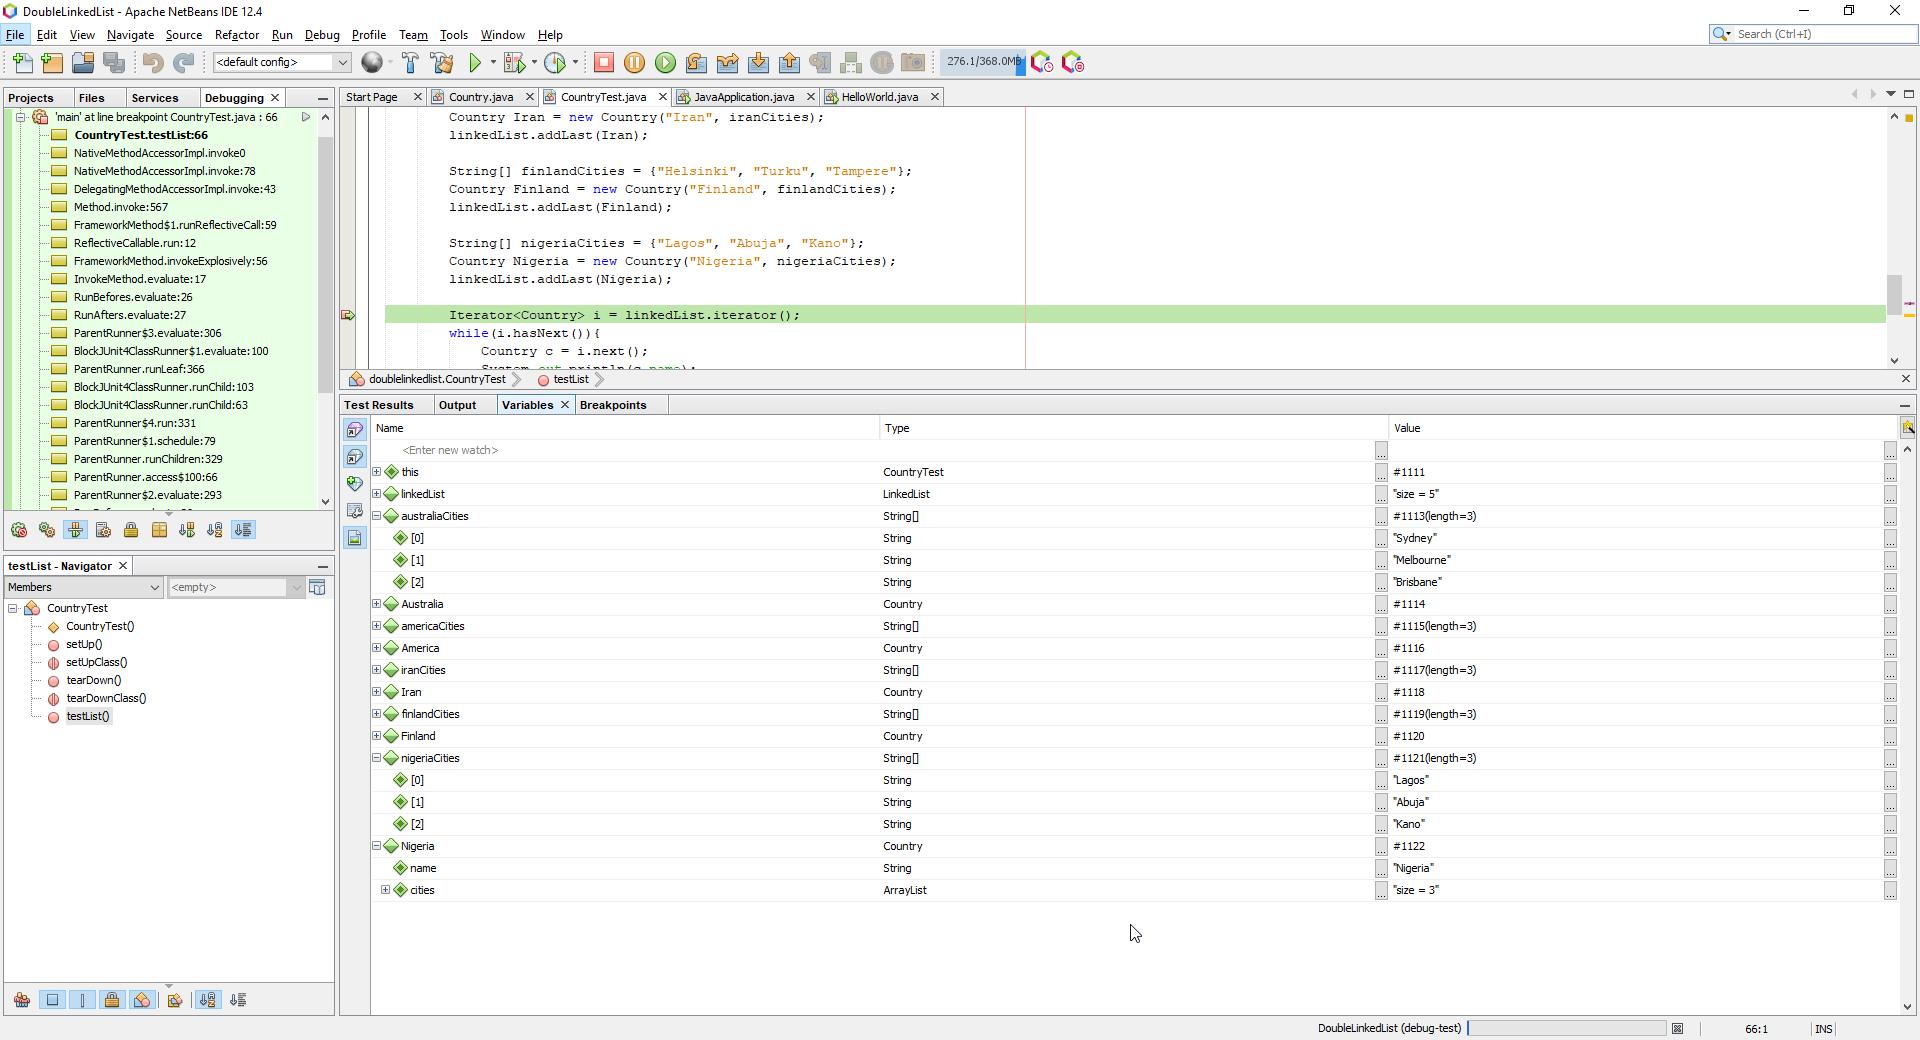 DoubleLinkedList - Apache NetBeans IDE 12.4
File Edit View Navigate Source Refactor Run Debug Profile Team Tools Window Help
Search (Ctrl+I)
<default config>
276.1/368.0MB
Projects Files Services Debugging
'main' at line breakpoint CountryTest.java : 66
CountryTest.testList:66
NativeMethodAccessorImpl.invoke0
NativeMethodAccessorImpl.invoke:78
DelegatingMethodAccessorImpl.invoke:43
Method.invoke:567
FrameworkMethod$1.runReflectiveCall:59
ReflectiveCallable.run:12
FrameworkMethod.invokeExplosively:56
InvokeMethod.evaluate:17
RunBefores.evaluate:26
RunAfters.evaluate:27
ParentRunner$3.evaluate:306
BlockJUnit4ClassRunner$1.evaluate:100
ParentRunner.runLeaf:366
BlockJUnit4ClassRunner.runChild:103
BlockJUnit4ClassRunner.runChild:63
ParentRunner$4.run:331
ParentRunner$1.schedule:79
ParentRunner.runChildren:329
ParentRunner.access$100:66
ParentRunner$2.evaluate:293
testList - Navigator
Members
<empty>
CountryTest
CountryTest()
setUp()
setUpClass()
tearDown()
tearDownClass()
testList()
Start Page Country.java CountryTest.java JavaApplication.java HelloWorld.java
Country Iran = new Country("Iran", iranCities);
linkedList.addLast(Iran);
String[] finlandCities = {"Helsinki", "Turku", "Tampere"};
Country Finland = new Country("Finland", finlandCities);
linkedList.addLast(Finland);
String[] nigeriaCities = {"Lagos", "Abuja", "Kano"};
Country Nigeria = new Country("Nigeria", nigeriaCities);
linkedList.addLast(Nigeria);
Iterator<Country> i = linkedList.iterator();
while(i.hasNext()){
Country c = i.next();
System.out.println(c.name);
doublelinkedlist.CountryTest testList
Test Results Output Variables Breakpoints
Name Type Value
<Enter new watch>
this CountryTest #1111
linkedList LinkedList "size = 5"
australiaCities String[] #1113(length=3)
[0] String "Sydney"
[1] String "Melbourne"
[2] String "Brisbane"
Australia Country #1114
americaCities String[] #1115(length=3)
America Country #1116
iranCities String[] #1117(length=3)
Iran Country #1118
finlandCities String[] #1119(length=3)
Finland Country #1120
nigeriaCities String[] #1121(length=3)
[0] String "Lagos"
[1] String "Abuja"
[2] String "Kano"
Nigeria Country #1122
name String "Nigeria"
cities ArrayList "size = 3"
DoubleLinkedList (debug-test) 66:1 INS